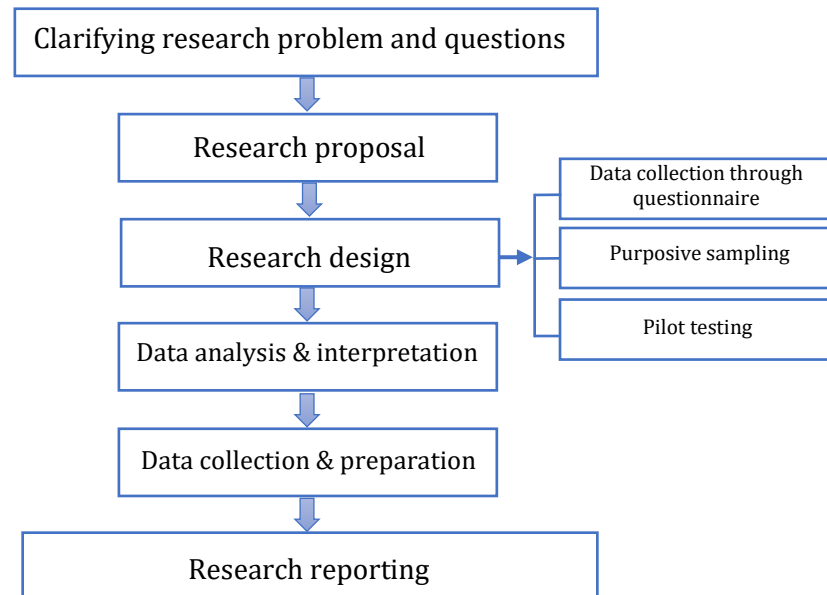 Clarifying research problem and questions
Research proposal
Research design
Data collection through
questionnaire
Purposive sampling
Pilot testing
Data analysis & interpretation
Data collection & preparation
Research reporting